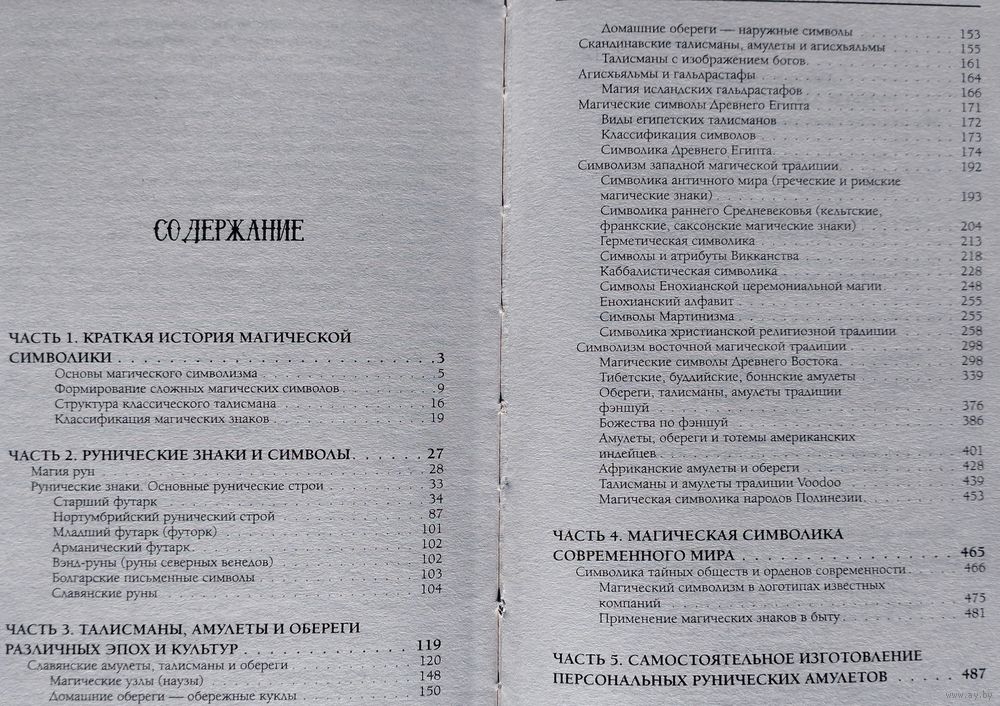 СОДЕРЖАНИЕ
ЧАСТЬ 1. КРАТКАЯ ИСТОРИЯ МАГИЧЕСКОЙ
СИМВОЛИКИ . . . . . . . . . . 3
Основы магического символизма . . . . . . . . . . 5
Формирование сложных магических символов . . . . . . . . . . 9
Структура классического талисмана . . . . . . . . . . 16
Классификация магических знаков . . . . . . . . . . 19
ЧАСТЬ 2. РУНИЧЕСКИЕ ЗНАКИ И СИМВОЛЫ. . . . . . . 27
Магия рун . . . . . . . . . . 28
Рунические знаки. Основные рунические строи . . . . . . . . . . 33
Старший футарк . . . . . . . . . . 34
Нортумбрийский рунический строй . . . . . . . . . . 87
Младший футарк (футорк) . . . . . . . . . . 101
Арманический футарк. . . . . . . . . . 102
Вэнд-руны (руны северных венедов) . . . . . . . . . . 102
Болгарские письменные символы . . . . . . . . . . 103
Славянские руны . . . . . . . . . . 104
ЧАСТЬ 3. ТАЛИСМАНЫ, АМУЛЕТЫ И ОБЕРЕГИ
РАЗЛИЧНЫХ ЭПОХ И КУЛЬТУР . . . . . . . . . . 119
Славянские амулеты, талисманы и обереги . . . . . . . . . . 120
Магические узлы (наузы) . . . . . . . . . . 148
Домашние обереги — обережные куклы . . . . . . . . . . 150
Домашние обереги — наружные символы . . . . . . . . . . 153
Скандинавские талисманы, амулеты и агисхьяльмы . . . . . . . . . . 155
Талисманы с изображением богов. . . . . . . . . . 161
Агисхьяльмы и гальдрастафы . . . . . . . . . . 164
Магия исландских гальдрастафов . . . . . . . . . . 166
Магические символы Древнего Египта . . . . . . . . . . 171
Виды египетских талисманов . . . . . . . . . . 172
Классификация символов . . . . . . . . . . 173
Символика Древнего Египта. . . . . . . . . . 174
Символизм западной магической традиции. . . . . . . . . . 192
Символика античного мира (греческие и римские
магические знаки) . . . . . . . . . . 193
Символика раннего Средневековья (кельтские,
франкские, саксонские магические знаки) . . . . . . . . . . 204
Герметическая символика . . . . . . . . . . 213
Символы и атрибуты Викканства . . . . . . . . . . 218
Каббалистическая символика . . . . . . . . . . 228
Символы Енохианской церемониальной магии. . . . . . . . . . 248
Енохианский алфавит . . . . . . . . . . 255
Символы Мартинизма . . . . . . . . . . 255
Символика христианской религиозной традиции . . . . . . . . . . 258
Символизм восточной магической традиции . . . . . . . . . . 298
Магические символы Древнего Востока. . . . . . . . . . 298
Тибетские, буддийские, боннские амулеты . . . . . . . . . . 339
Обереги, талисманы, амулеты традиции
фэншуй . . . . . . . . . . 376
Божества по фэншуй . . . . . . . . . . 386
Амулеты, обереги и тотемы американских
индейцев. . . . . . . . . . 401
Африканские амулеты и обереги . . . . . . . . . . 428
Талисманы и амулеты традиции Voodoo . . . . . . . . . . 439
Магическая символика народов Полинезии. . . . . . . . . . 453
ЧАСТЬ 4. МАГИЧЕСКАЯ СИМВОЛИКА
СОВРЕМЕННОГО МИРА . . . . . . . . . . 465
Символика тайных обществ и орденов современности. . . . . . . . . . 466
Магический символизм в логотипах известных
компаний . . . . . . . . . . 475
Применение магических знаков в быту. . . . . . . . . . 481
ЧАСТЬ 5. САМОСТОЯТЕЛЬНОЕ ИЗГОТОВЛЕНИЕ
ПЕРСОНАЛЬНЫХ РУНИЧЕСКИХ АМУЛЕТОВ . . . . . 487
www.ay.by